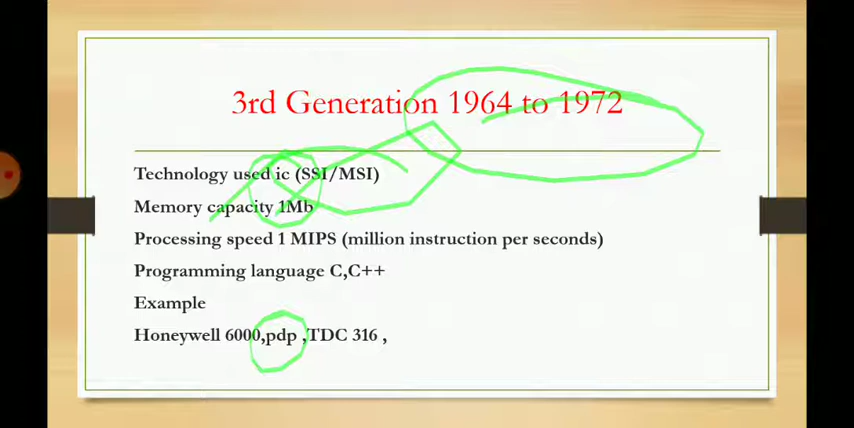 3rd Generation 1964 to 1972
Technology used ic (SSI/MSI)
Memory capacity 1Mb
Processing speed 1 MIPS (million instruction per seconds)
Programming language C,C++
Example
Honeywell 6000,pdp ,TDC 316 ,